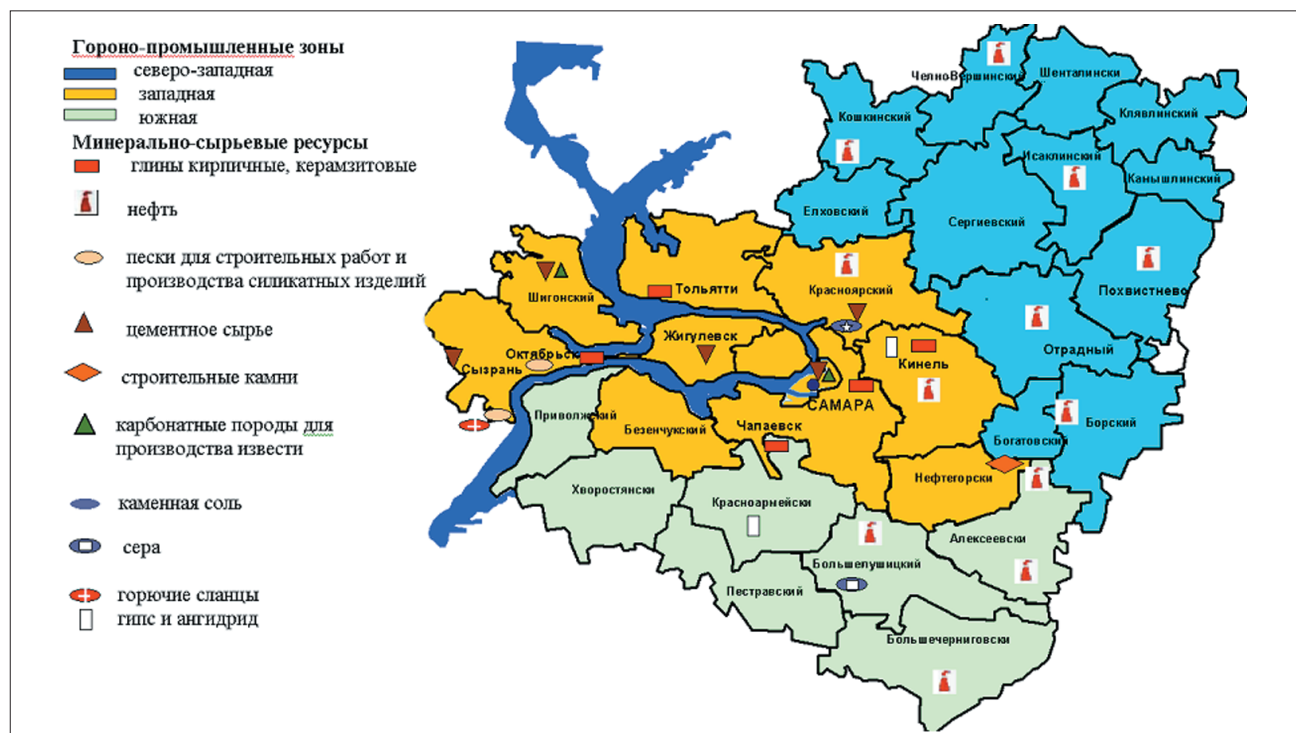 Гороно-промышленные зоны
северо-западная
западная
южная
Минерально-сырьевые ресурсы
глины кирпичные, керамзитовые
нефть
пески для строительных работ и
производства силикатных изделий
цементное сырье
строительные камни
карбонатные породы для
производства извести
каменная соль
сера
горючие сланцы
гипс и ангидрид
ЧелноВершинский
Шенталински
Кошкинский
Клявлинский
Исаклинский
Камышлинский
Елховский
Сергиевский
Похвистнево
Красноярский
Тольятти
Шигонский
Жигулевск
Октябрьск
Сызрань
Кинель
Отрадный
САМАРА
Приволжский
Безенчукский
Чапаевск
Богатовский
Борский
Нефтегорски
Хворостянски
Красноармейски
Алексеевски
Большелушицкий
Пестравский
Большечерниговски